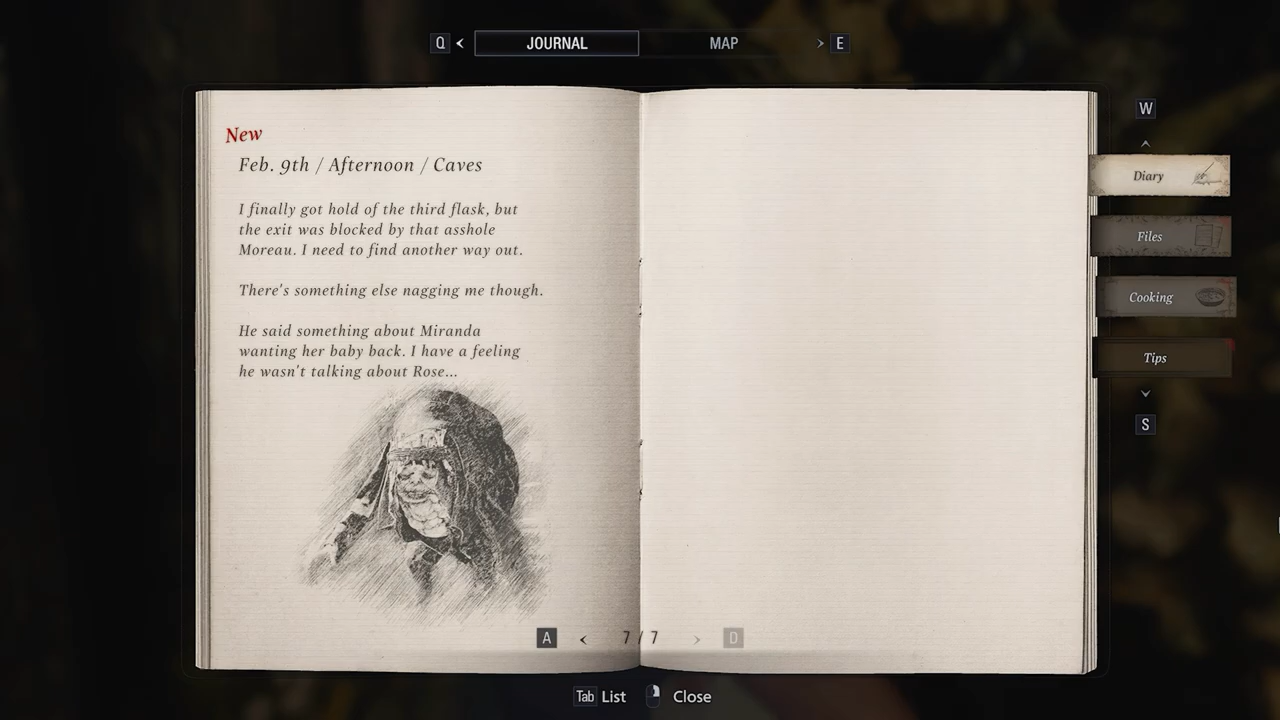 Q < JOURNAL MAP > E
New
Feb. 9th / Afternoon / Caves
I finally got hold of the third flask, but
the exit was blocked by that asshole
Moreau. I need to find another way out.
There's something else nagging me though.
He said something about Miranda
wanting her baby back. I have a feeling
he wasn't talking about Rose...
W
Diary
Files
Cooking
Tips
S
A < 7 / 7 > D
Tab List Close